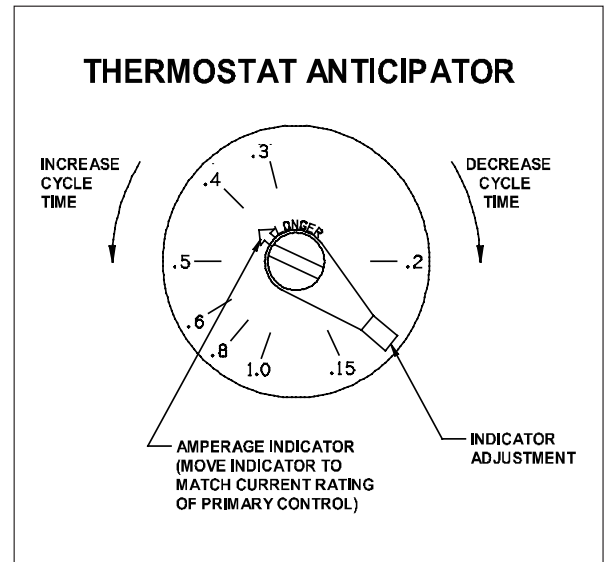 THERMOSTAT ANTICIPATOR
INCREASE
CYCLE
TIME
DECREASE
CYCLE
TIME
.3
.4
LONGER
.5
.2
.6
.8
1.0
.15
AMPERAGE INDICATOR
(MOVE INDICATOR TO
MATCH CURRENT RATING
OF PRIMARY CONTROL)
INDICATOR
ADJUSTMENT